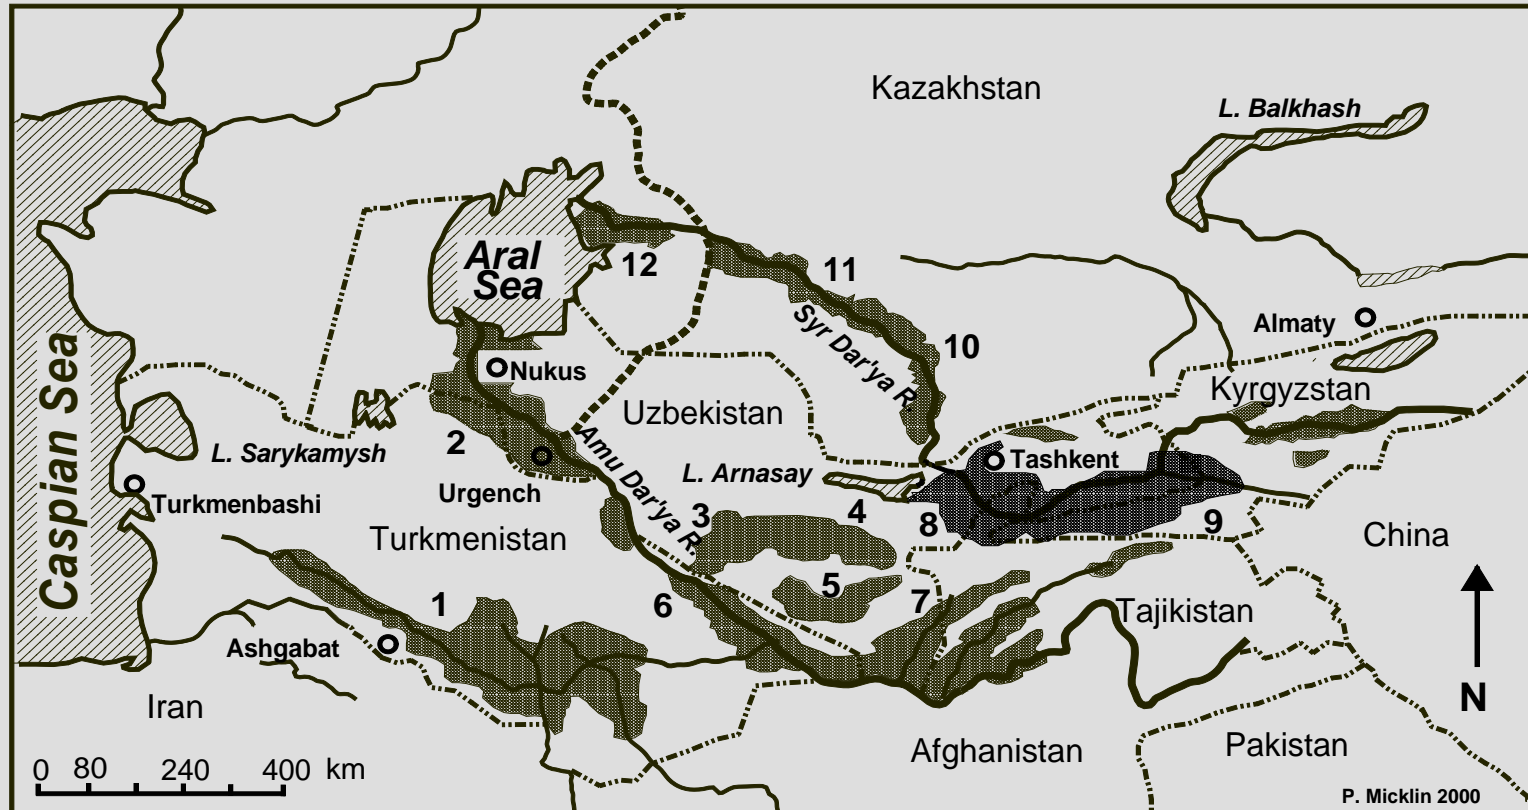 Kazakhstan
L. Balkhash
Aral
Sea
12
11
Syr Dar'ya R.
10
Almaty
Kyrgyzstan
Caspian Sea
Nukus
Uzbekistan
2
L. Sarykamysh
Amu Dar'ya R.
L. Arnasay
Tashkent
Urgench
Turkmenbashi
Turkmenistan
3
4
8
9
China
1
6
5
7
Tajikistan
Ashgabat
Iran
N
Afghanistan
Pakistan
0 80 240 400 km
P. Micklin 2000